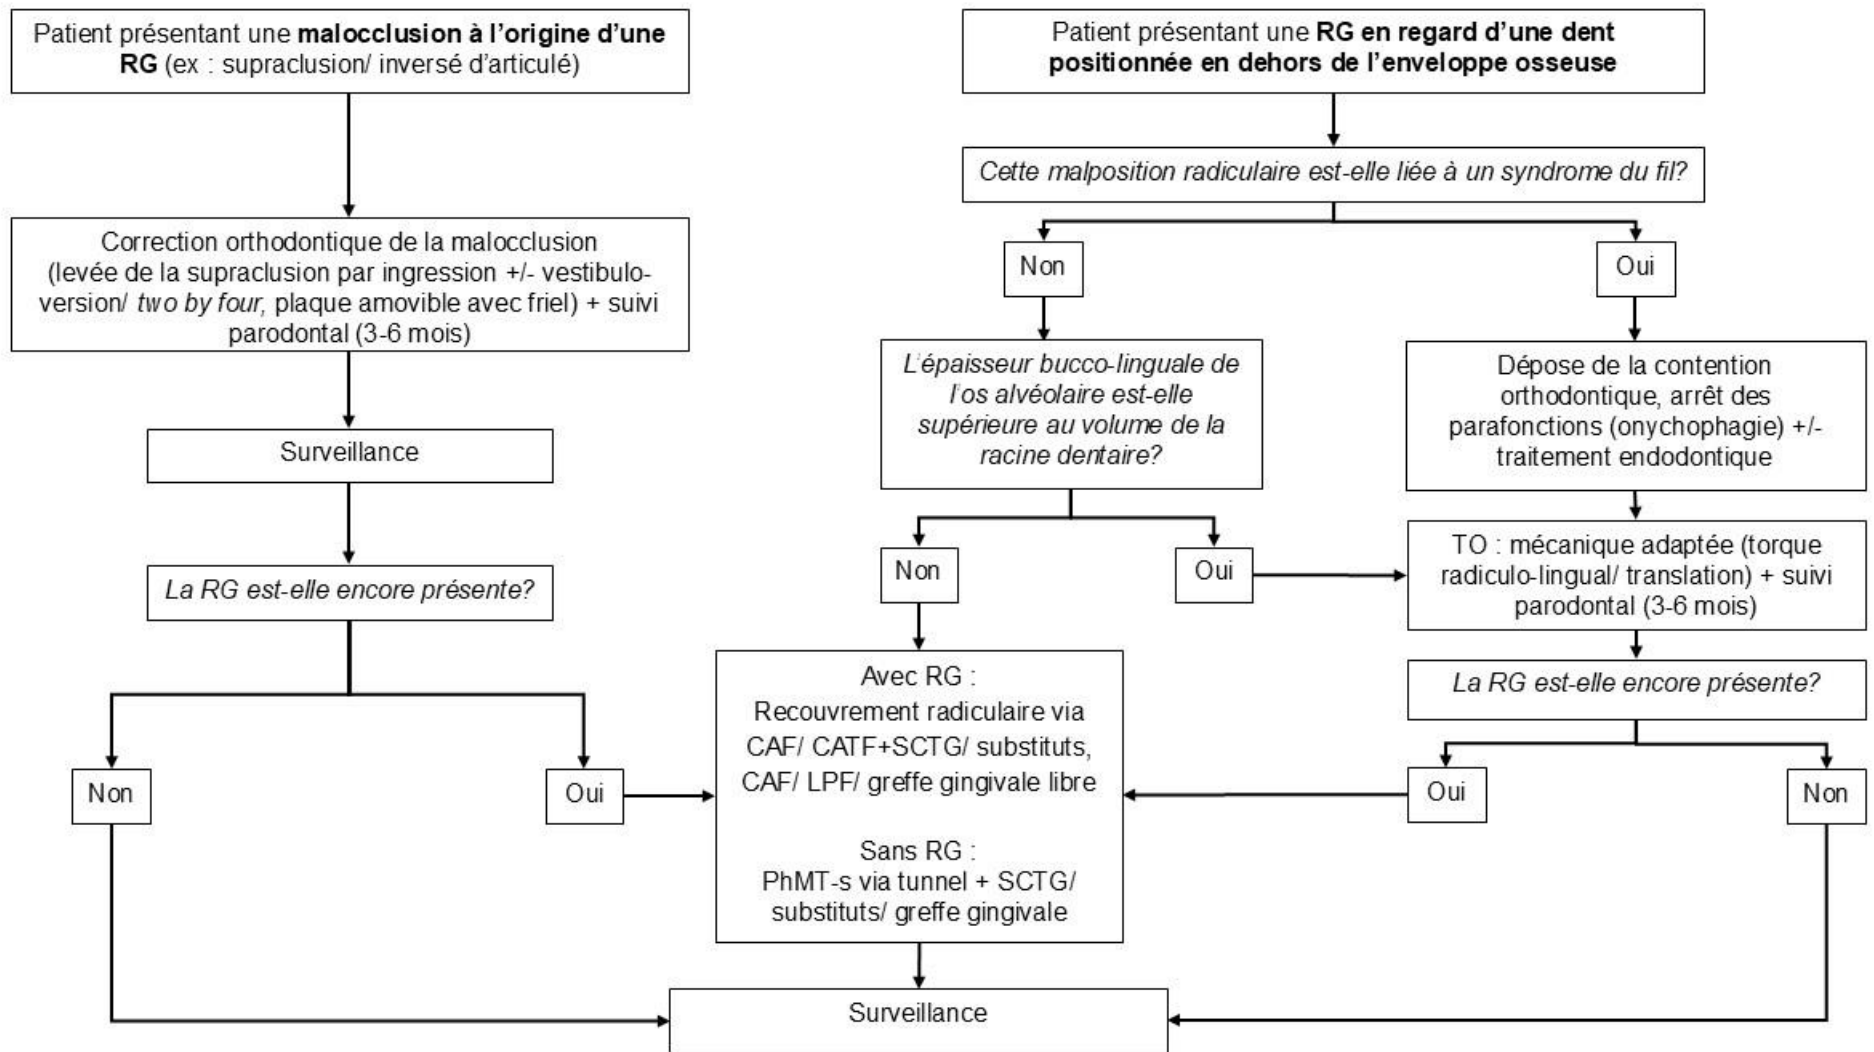 Patient présentant une malocclusion à l'origine d'une
RG (ex : supraclusion/ inversé d'articulé)
Correction orthodontique de la malocclusion
(levée de la supraclusion par ingression +/- vestibulo-
version/ two by four, plaque amovible avec friel) + suivi
parodontal (3-6 mois)
Surveillance
La RG est-elle encore présente?
Non
Oui
Patient présentant une RG en regard d'une dent
positionnée en dehors de l'enveloppe osseuse
Cette malposition radiculaire est-elle liée à un syndrome du fil?
Non
Oui
L'épaisseur bucco-linguale de
l'os alvéolaire est-elle
supérieure au volume de la
racine dentaire?
Non
Oui
Dépose de la contention
orthodontique, arrêt des
parafonctions (onychophagie) +/-
traitement endodontique
TO : mécanique adaptée (torque
radiculo-lingual/ translation) + suivi
parodontal (3-6 mois)
La RG est-elle encore présente?
Oui
Non
Avec RG :
Recouvrement radiculaire via
CAF/ CATF+SCTG/ substituts,
CAF/ LPF/ greffe gingivale libre
Sans RG :
PhMT-s via tunnel + SCTG/
substituts/ greffe gingivale
Surveillance